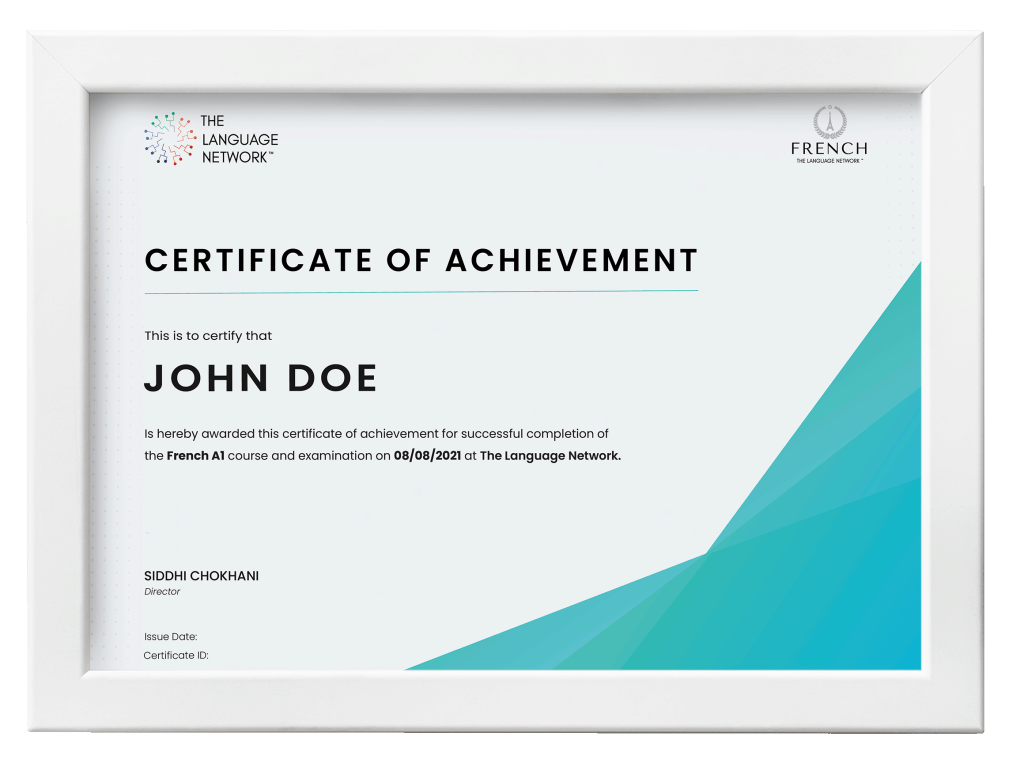 THE
LANGUAGE
NETWORK™
FRENCH
THE LANGUAGE NETWORK™
CERTIFICATE OF ACHIEVEMENT
This is to certify that
JOHN DOE
Is hereby awarded this certificate of achievement for successful completion of
the French A1 course and examination on 08/08/2021 at The Language Network.
SIDDHI CHOKHANI
Director
Issue Date:
Certificate ID: